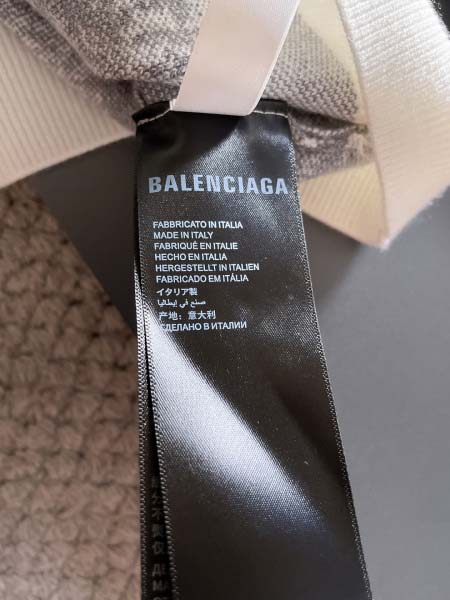 BALENCIAGA
FABBRICATO IN ITALIA
MADE IN ITALY
FABRIQUÉ EN ITALIE
HECHO EN ITALIA
HERGESTELLT IN ITALIEN
FABRICADO EM ITÁLIA
イタリア製
صنع في إيطاليا
产地：意大利
СДЕЛАНО В ИТАЛИИ